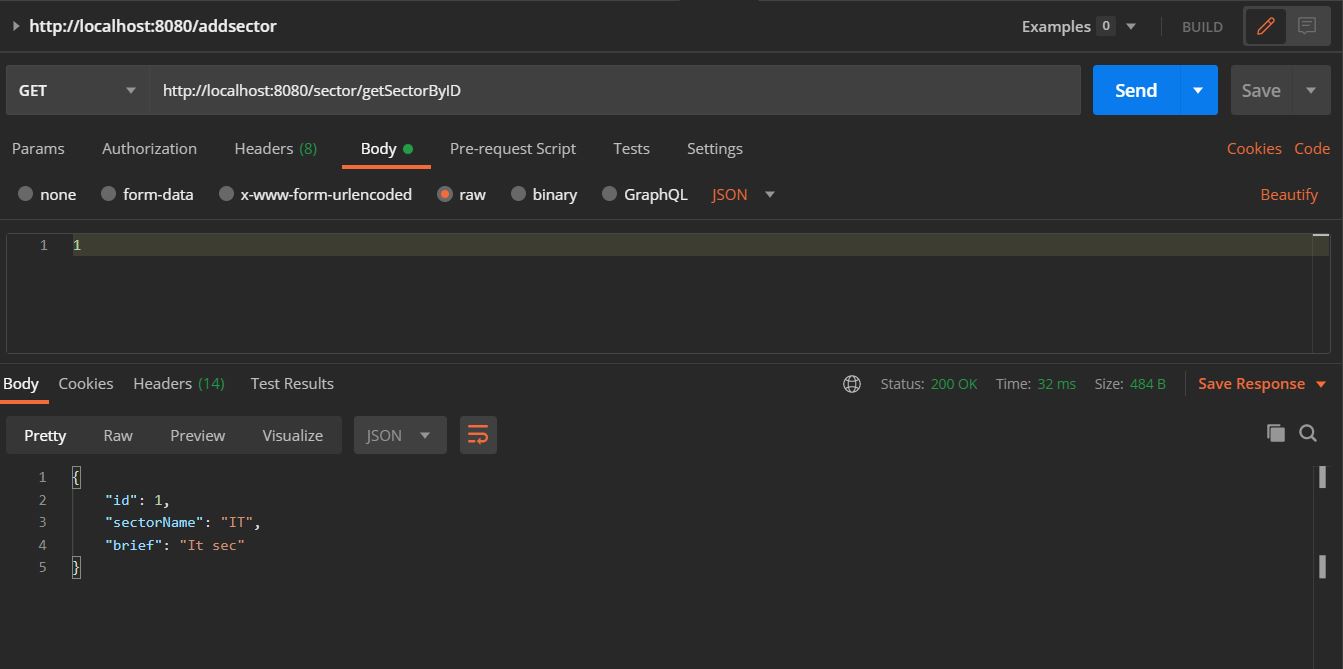 http://localhost:8080/addsector Examples 0 BUILD
GET http://localhost:8080/sector/getSectorByID Send Save
Params Authorization Headers (8) Body Pre-request Script Tests Settings Cookies Code
none form-data x-www-form-urlencoded raw binary GraphQL JSON Beautify
1 1
Body Cookies Headers (14) Test Results Status: 200 OK Time: 32 ms Size: 484 B Save Response
Pretty Raw Preview Visualize JSON
1 {
2 "id": 1,
3 "sectorName": "IT",
4 "brief": "It sec"
5 }